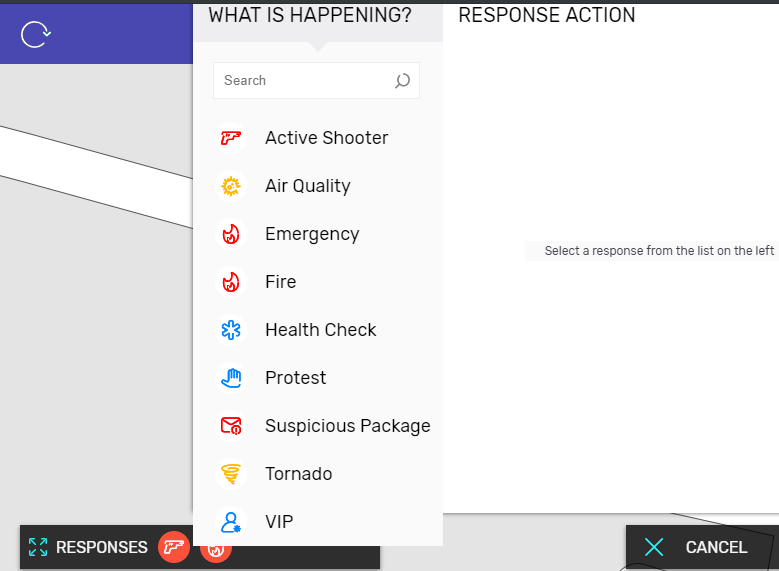 WHAT IS HAPPENING?
RESPONSE ACTION
Search
Active Shooter
Air Quality
Emergency
Fire
Health Check
Protest
Suspicious Package
Tornado
VIP
Select a response from the list on the left
RESPONSES
CANCEL